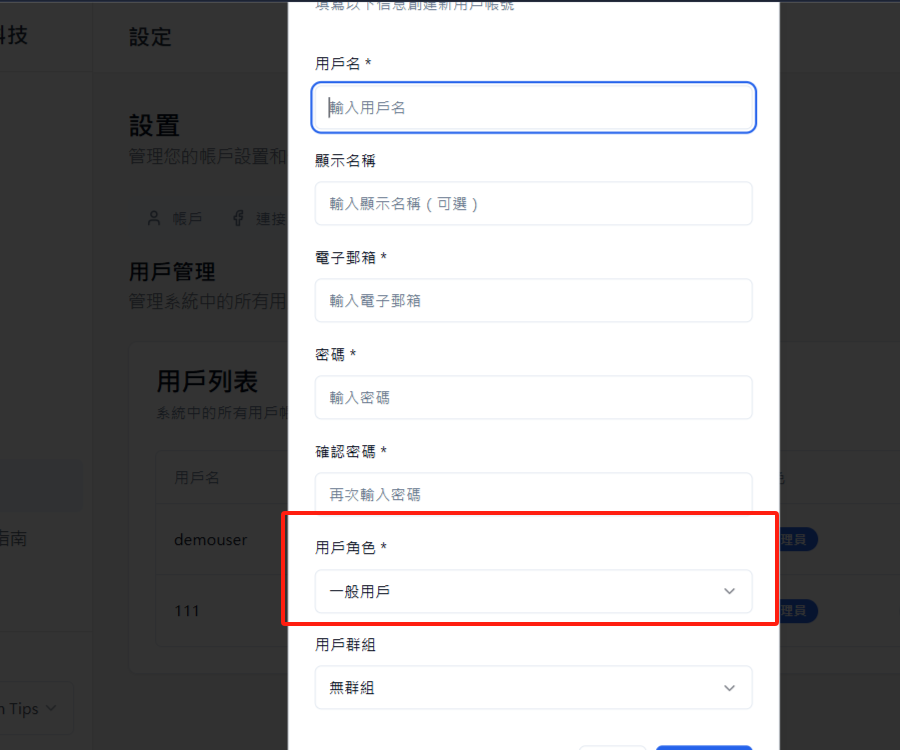 科技
設定
設置
管理您的帳戶設置和
帳戶
連接
用戶管理
管理系統中的所有用
用戶列表
系統中的所有用戶帳
用戶名
demouser
111
指南
Tips
填寫以下信息創建新用戶帳號
用戶名 *
輸入用戶名
顯示名稱
輸入顯示名稱(可選)
電子郵箱 *
輸入電子郵箱
密碼 *
輸入密碼
確認密碼 *
再次輸入密碼
用戶角色 *
一般用戶
用戶群組
無群組
理員
理員